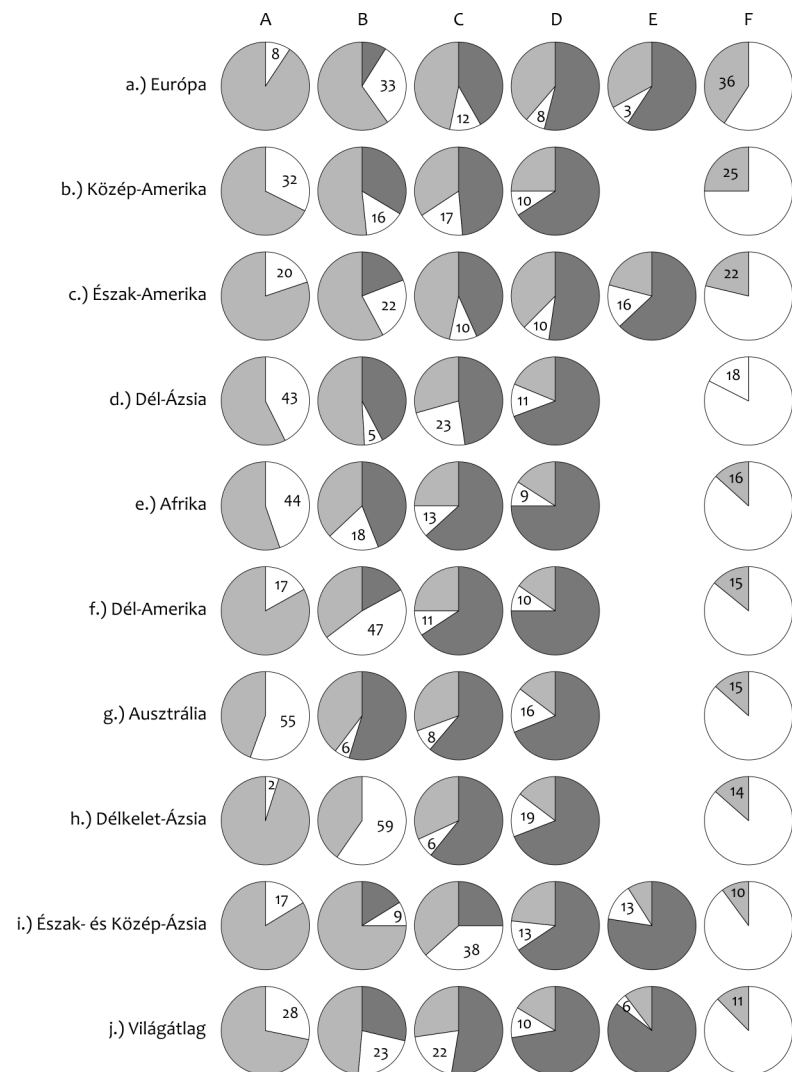 A B C D E F
a.) Európa 8 33 12 8 3 36
b.) Közép-Amerika 32 16 17 10 25
c.) Észak-Amerika 20 22 10 10 16 22
d.) Dél-Ázsia 43 5 23 11 18
e.) Afrika 44 18 13 9 16
f.) Dél-Amerika 17 47 11 10 15
g.) Ausztrália 55 6 8 16 15
h.) Délkelet-Ázsia 2 59 6 19 14
i.) Észak- és Közép-Ázsia 17 9 38 13 13 10
j.) Világátlag 28 23 22 10 6 11